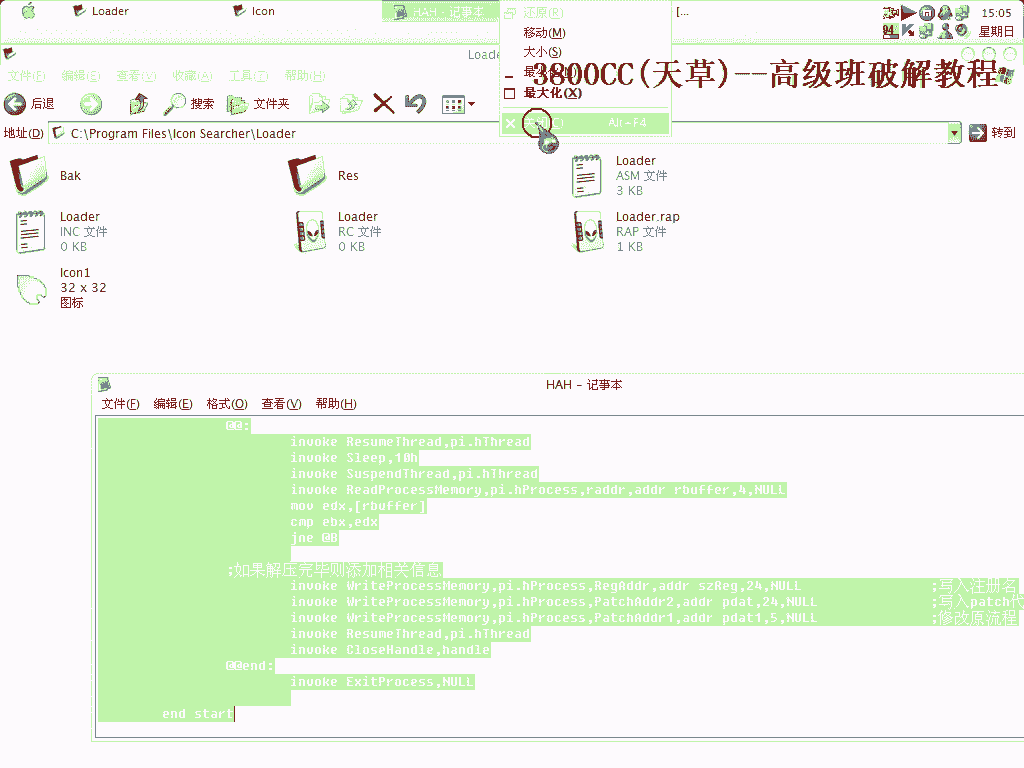 Loader
Icon
HAH - 记事本
[...
15:05
星期日
还原(R)
移动(M)
大小(S)
最大化(X)
Alt-F4
3800CC(天草)--高级班破解教程
Loade
文件(F) 编辑(E) 查看(V) 收藏(A) 工具(T) 帮助(H)
后退 搜索 文件夹
地址(D) C:\Program Files\Icon Searcher\Loader 转到
Bak
Res
Loader
ASM 文件
3 KB
Loader
INC 文件
0 KB
Loader
RC 文件
0 KB
Loader.rap
RAP 文件
1 KB
Icon1
32 x 32
图标
HAH - 记事本
文件(F) 编辑(E) 格式(O) 查看(V) 帮助(H)
@@:
invoke ResumeThread,pi.hThread
invoke Sleep,10h
invoke SuspendThread,pi.hThread
invoke ReadProcessMemory,pi.hProcess,raddr,addr rbuffer,4,NULL
mov edx,[rbuffer]
cmp ebx,edx
jne @B
;如果解压完毕则添加相关信息
invoke WriteProcessMemory,pi.hProcess,RegAddr,addr szReg,24,NULL ;写入注册名
invoke WriteProcessMemory,pi.hProcess,PatchAddr2,addr pdat,24,NULL ;写入patch代
invoke WriteProcessMemory,pi.hProcess,PatchAddr1,addr pdat1,5,NULL ;修改原流程
invoke ResumeThread,pi.hThread
invoke CloseHandle,handle
@@end:
invoke ExitProcess,NULL
end start